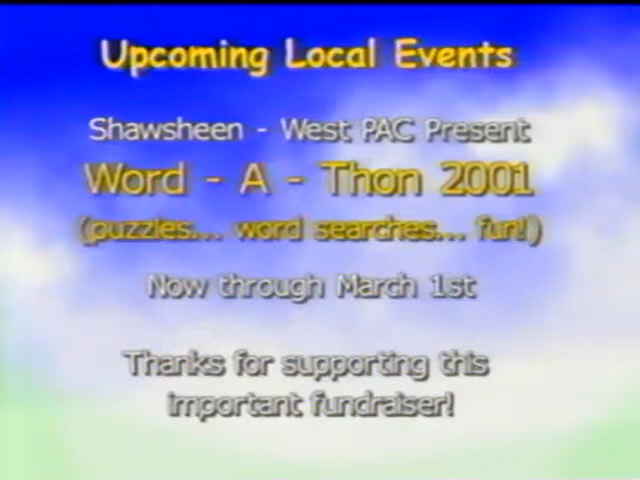 Upcoming Local Events
Shawsheen - West PAC Present
Word - A - Thon 2001
(puzzles... word searches... fun!)
Now through March 1st
Thanks for supporting this
important fundraiser!